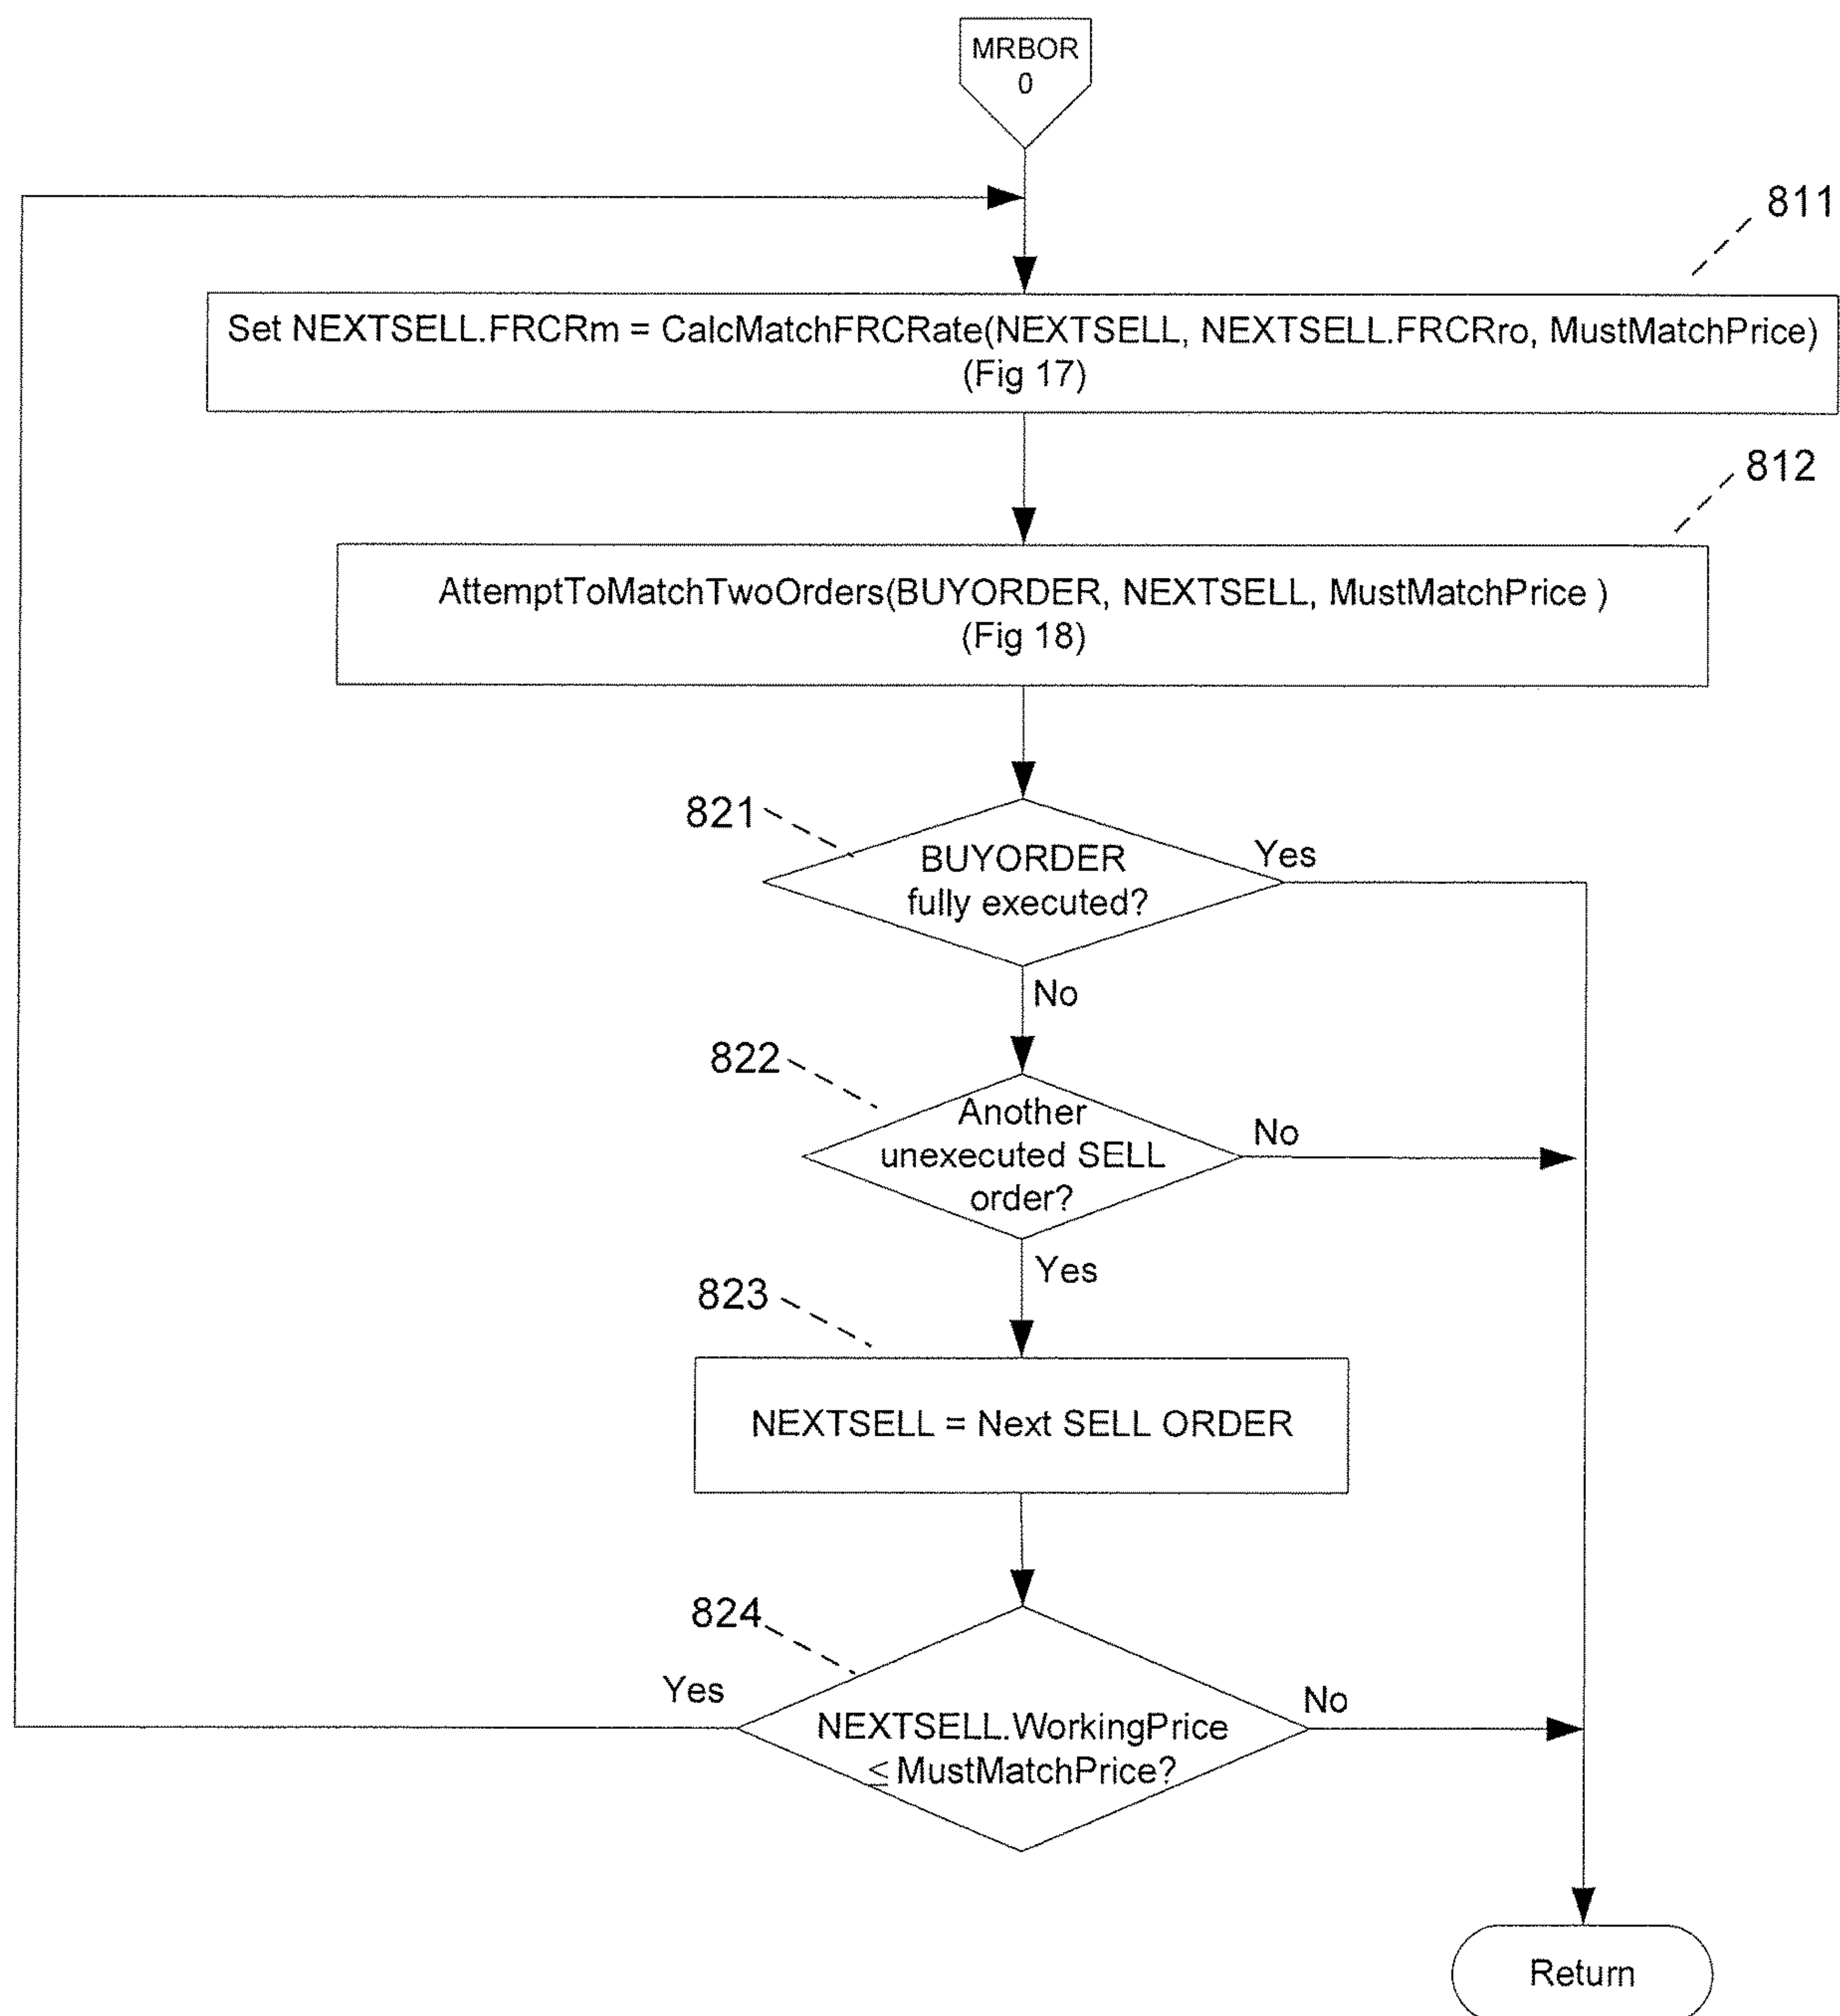 MRBOR
0
811
Set NEXTSELL.FRCRm = CalcMatchFRCRate(NEXTSELL, NEXTSELL.FRCRro, MustMatchPrice)
(Fig 17)
812
AttemptToMatchTwoOrders(BUYORDER, NEXTSELL, MustMatchPrice )
(Fig 18)
821
BUYORDER
fully executed?
Yes
No
822
Another
unexecuted SELL
order?
No
Yes
823
NEXTSELL = Next SELL ORDER
824
Yes
NEXTSELL.WorkingPrice
≤ MustMatchPrice?
No
Return